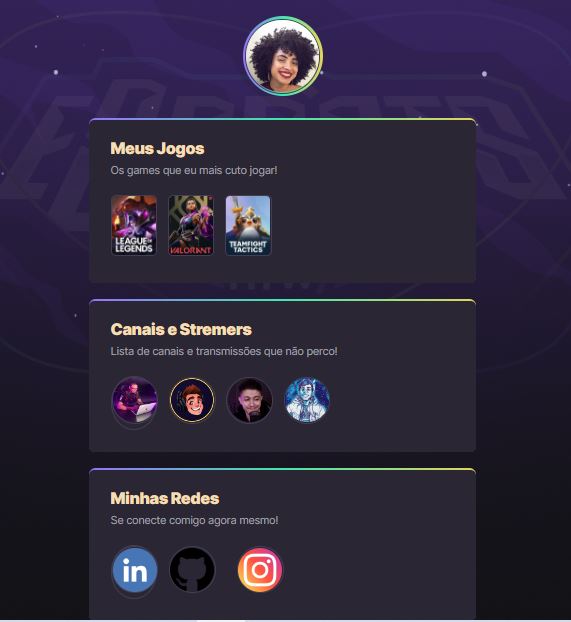 Meus Jogos
Os games que eu mais cuto jogar!
LEAGUE OF
LEGENDS
VALORANT
TEAMFIGHT
TACTICS
Canais e Stremers
Lista de canais e transmissões que não perco!
Minhas Redes
Se conecte comigo agora mesmo!
in